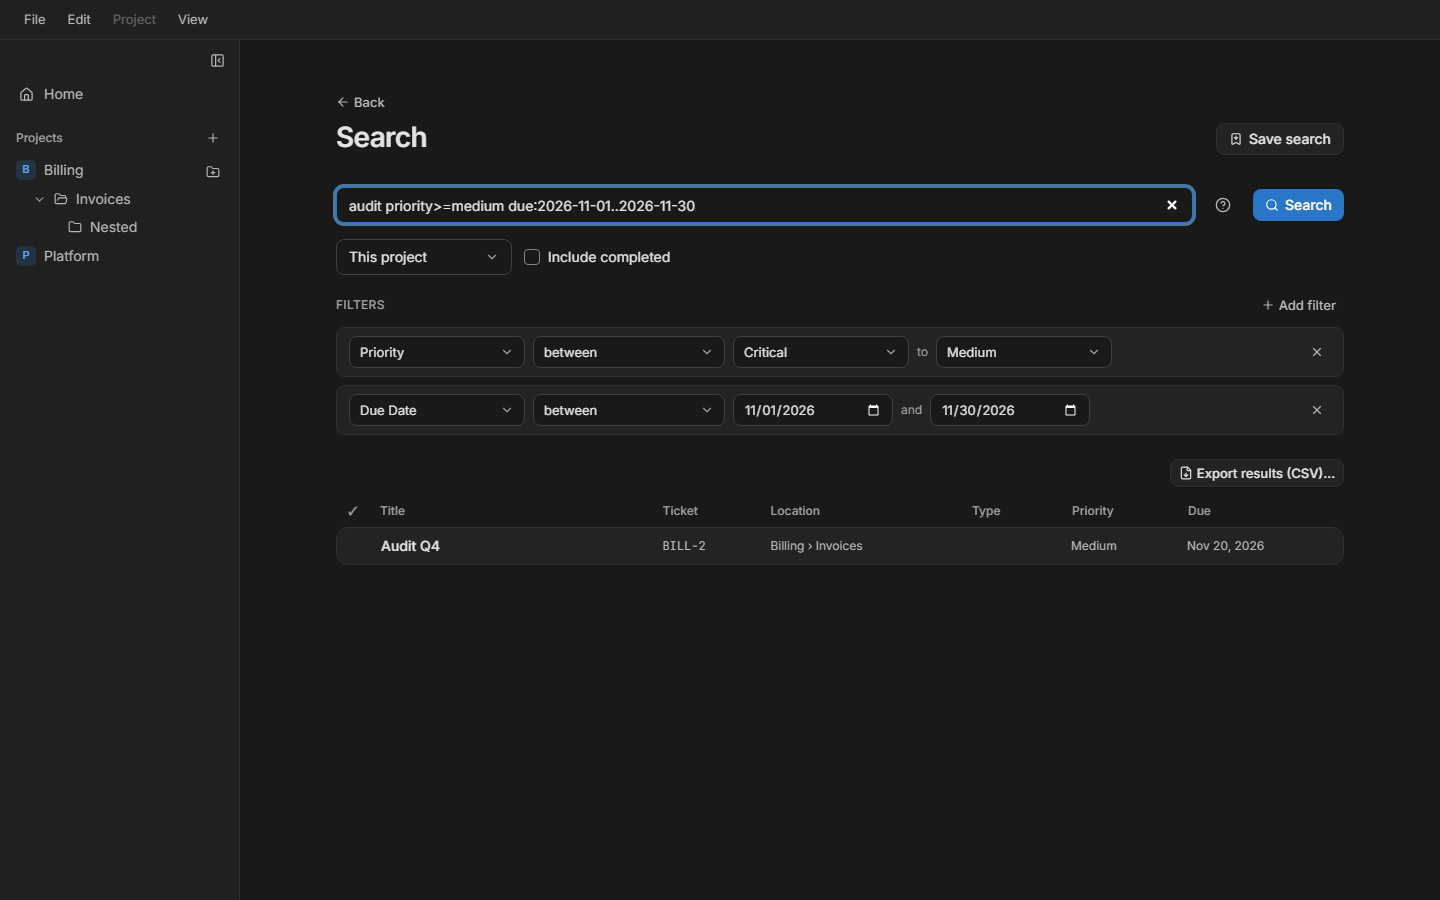 File Edit Project View
Home
Projects
B Billing
Invoices
Nested
P Platform
Back
Search
Save search
audit priority>=medium due:2026-11-01..2026-11-30
Search
This project
Include completed
FILTERS
Add filter
Priority between Critical to Medium
Due Date between 11/01/2026 and 11/30/2026
Export results (CSV)...
✓ Title Ticket Location Type Priority Due
Audit Q4 BILL-2 Billing › Invoices Medium Nov 20, 2026